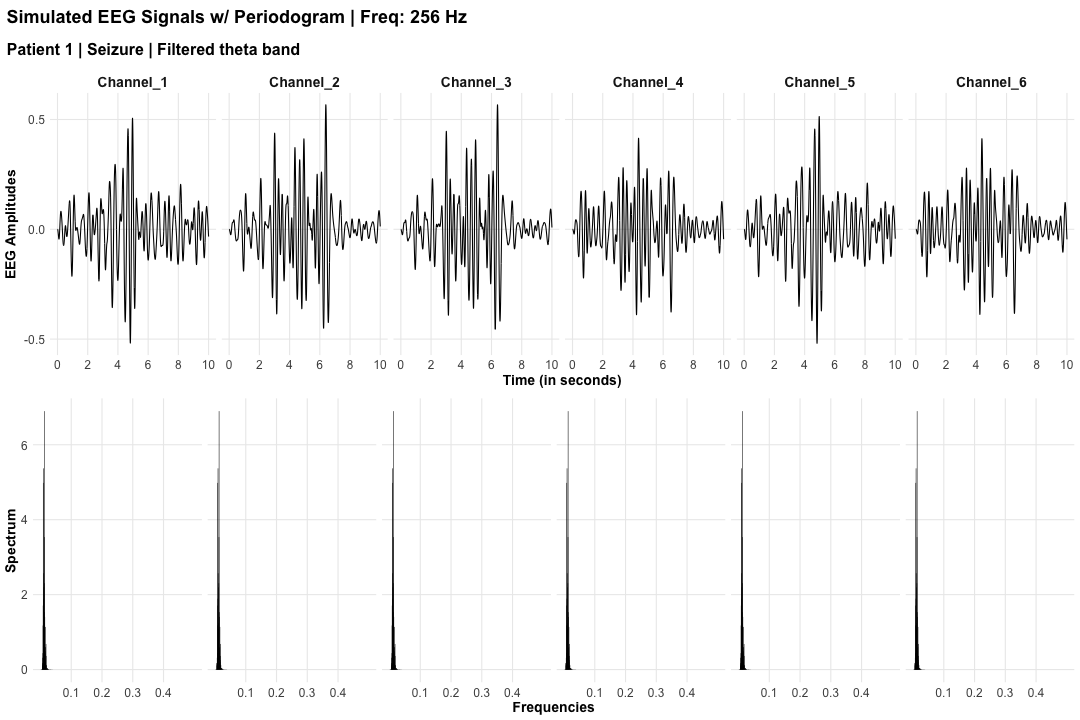 Simulated EEG Signals w/ Periodogram | Freq: 256 Hz
Patient 1 | Seizure | Filtered theta band
Channel_1 Channel_2 Channel_3 Channel_4 Channel_5 Channel_6
EEG Amplitudes
0.5
0.0
-0.5
0 2 4 6 8 10 0 2 4 6 8 10 0 2 4 6 8 10 0 2 4 6 8 10 0 2 4 6 8 10 0 2 4 6 8 10
Time (in seconds)
Spectrum
6
4
2
0
0.1 0.2 0.3 0.4 0.1 0.2 0.3 0.4 0.1 0.2 0.3 0.4 0.1 0.2 0.3 0.4 0.1 0.2 0.3 0.4 0.1 0.2 0.3 0.4
Frequencies